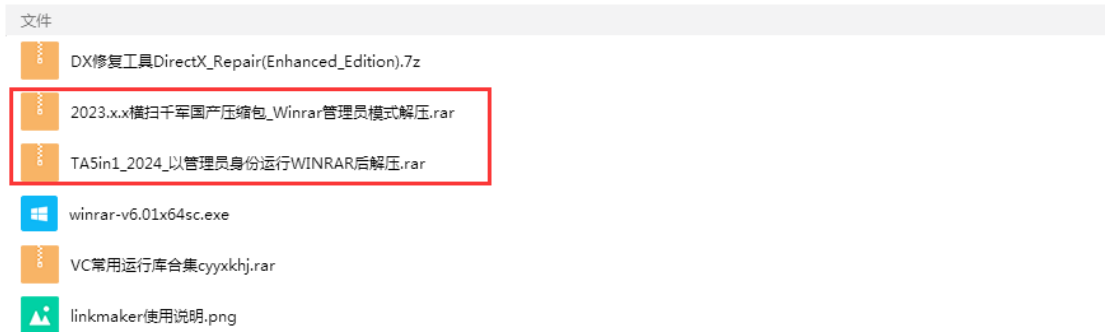 文件
DX修复工具DirectX_Repair(Enhanced_Edition).7z
2023.x.x横扫千军国产压缩包_Winrar管理员模式解压.rar
TA5in1_2024_以管理员身份运行WINRAR后解压.rar
winrar-v6.01x64sc.exe
VC常用运行库合集cyyxkhj.rar
linkmaker使用说明.png